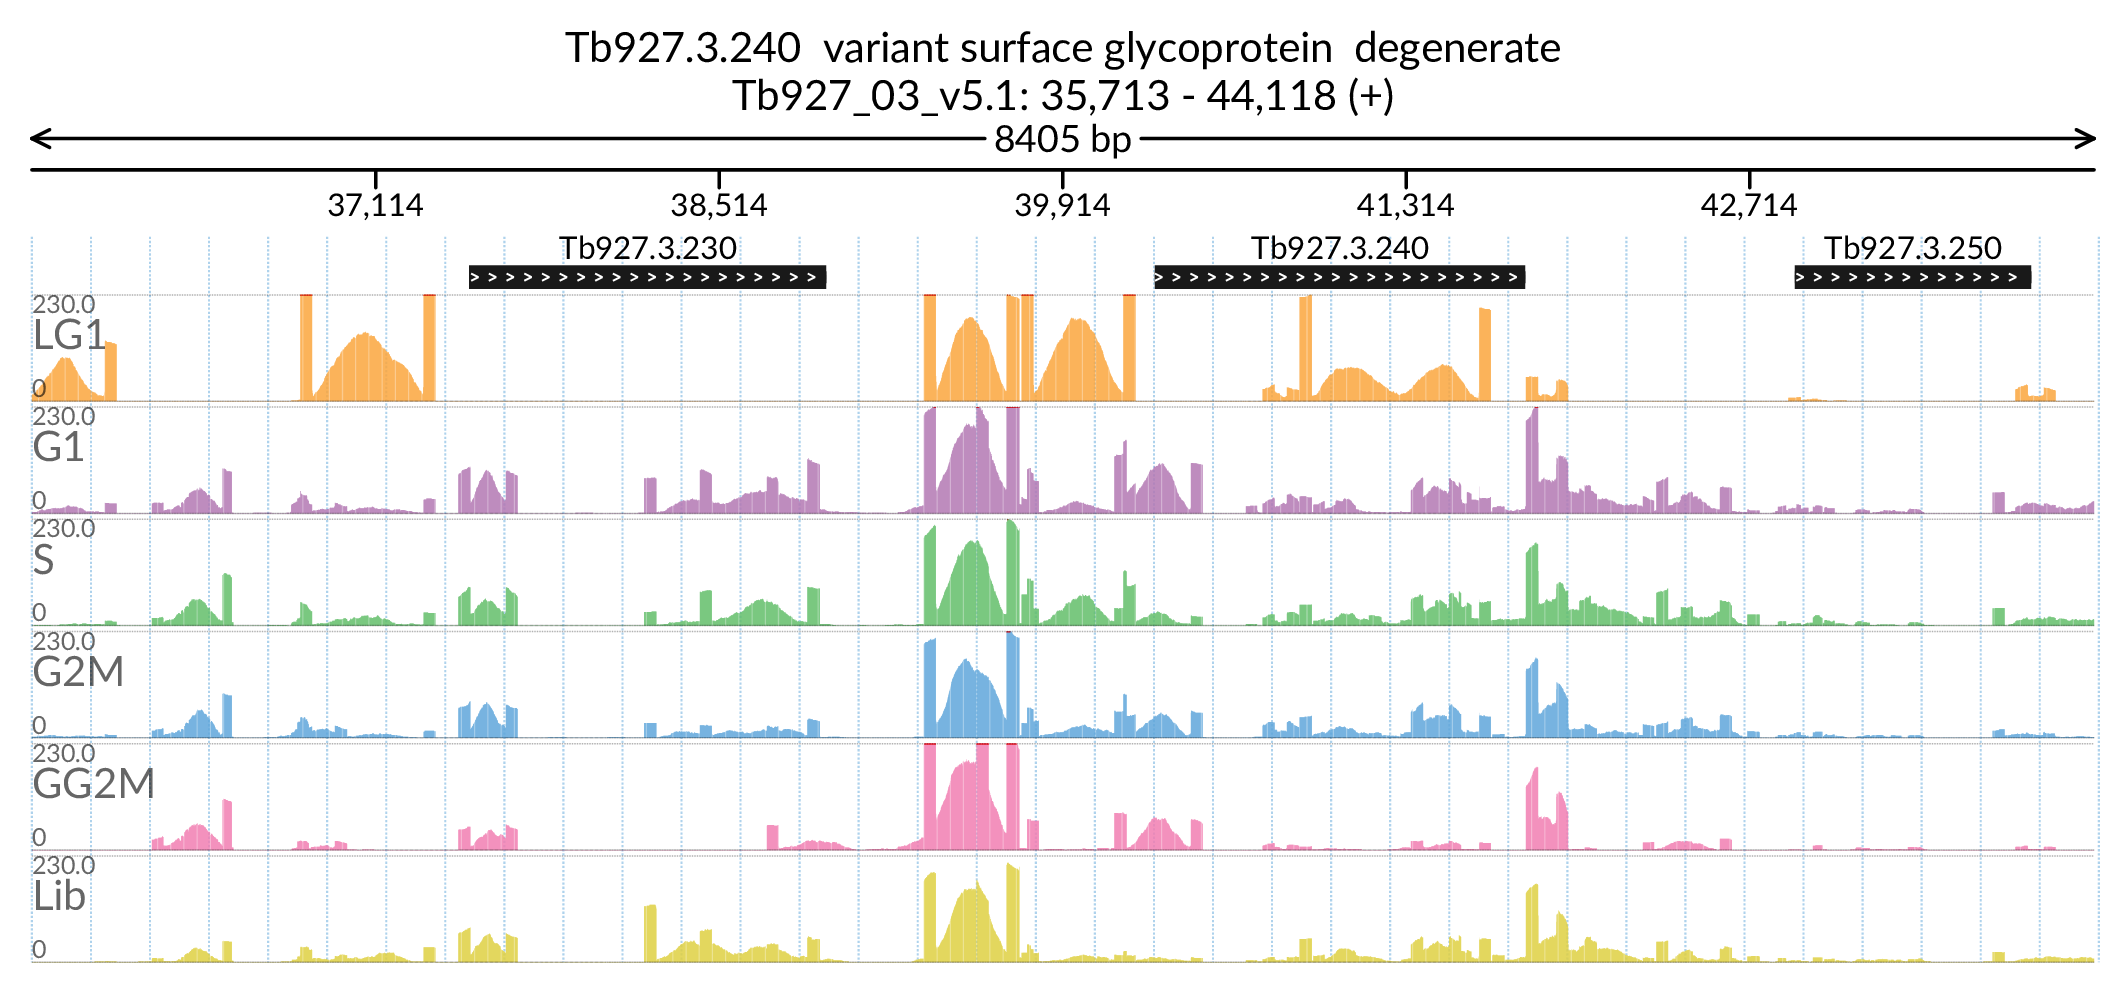 Tb927.3.240 variant surface glycoprotein degenerate
Tb927_03_v5.1: 35,713 - 44,118 (+)
8405 bp
37,114 38,514 39,914 41,314 42,714
Tb927.3.230 Tb927.3.240 Tb927.3.250
230.0
LG1
0
230.0
G1
0
230.0
S
0
230.0
G2M
0
230.0
GG2M
0
230.0
Lib
0